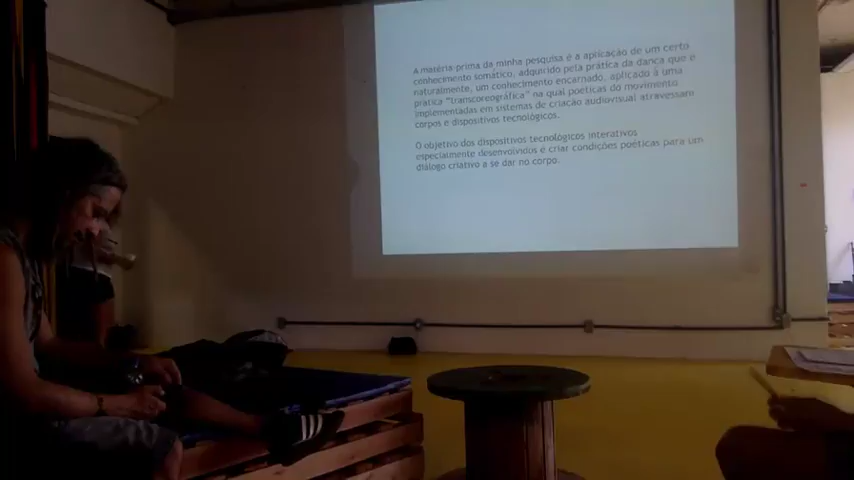 A matéria prima da minha pesquisa é a aplicação de um certo
conhecimento somático, adquirido pela prática da dança que é
naturalmente, um conhecimento encarnado, aplicado à uma
prática "transcoreográfica" na qual poéticas do movimento
implementadas em sistemas de criação audiovisual atravessam
corpos e dispositivos tecnológicos.
O objetivo dos dispositivos tecnológicos interativos
especialmente desenvolvidos é criar condições poéticas para um
diálogo criativo a se dar no corpo.